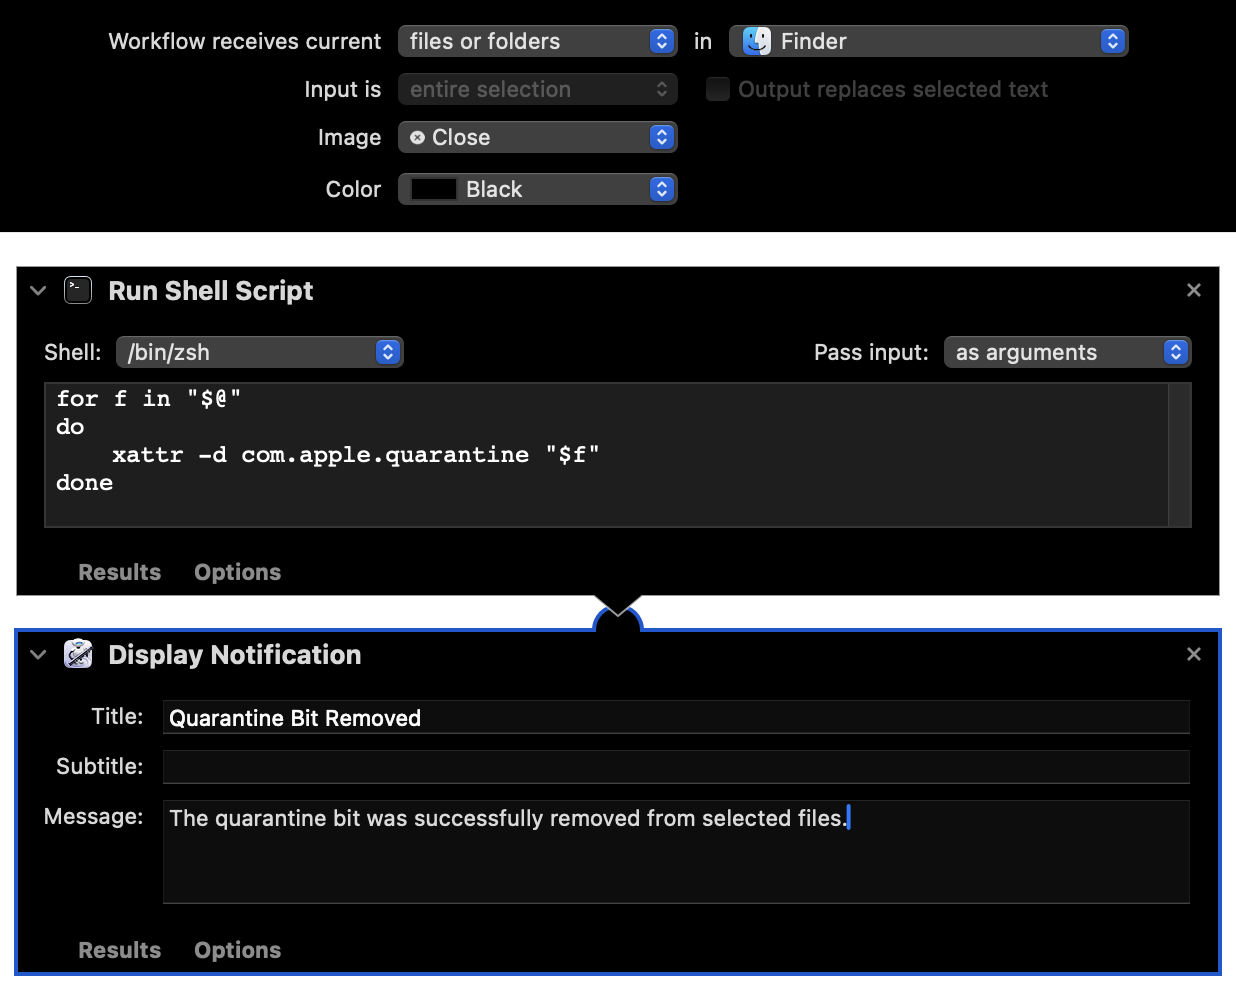 Workflow receives current files or folders in Finder
Input is entire selection Output replaces selected text
Image Close
Color Black
Run Shell Script
Shell: /bin/zsh Pass input: as arguments
for f in "$@"
do
    xattr -d com.apple.quarantine "$f"
done
Results Options
Display Notification
Title: Quarantine Bit Removed
Subtitle:
Message: The quarantine bit was successfully removed from selected files.
Results Options